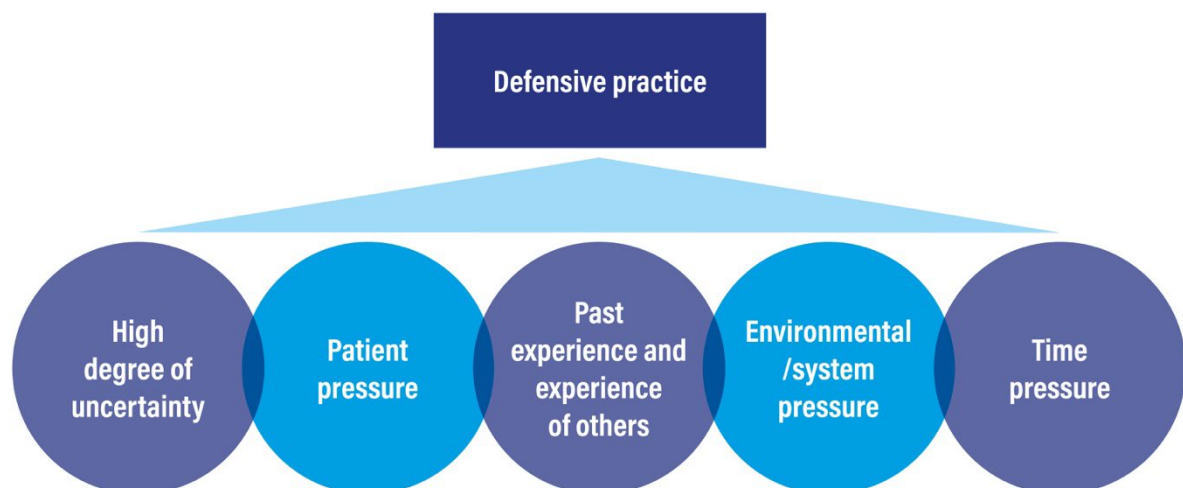 Defensive practice
High
degree of
uncertainty
Patient
pressure
Past
experience and
experience
of others
Environmental
/system
pressure
Time
pressure